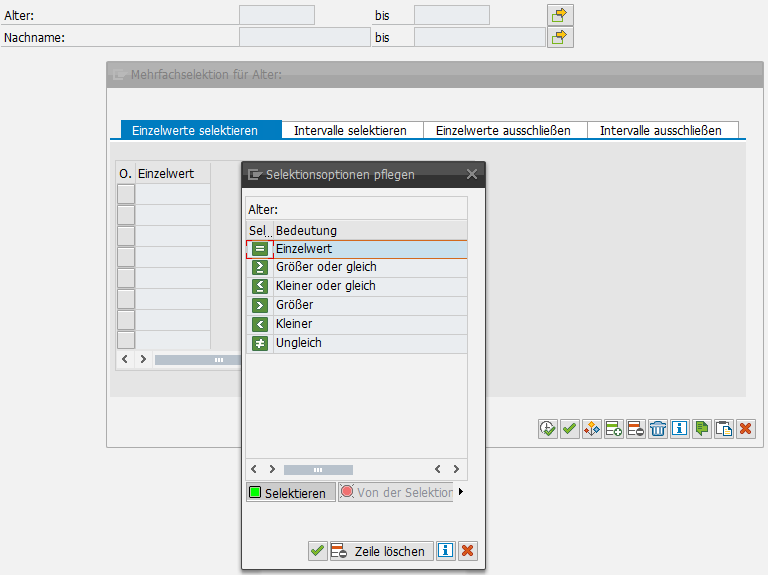 Alter:
bis
Nachname:
bis
Mehrfachselektion für Alter:
Einzelwerte selektieren
Intervalle selektieren
Einzelwerte ausschließen
Intervalle ausschließen
O.
Einzelwert
Selektionsoptionen pflegen
Alter:
Sel..
Bedeutung
Einzelwert
Größer oder gleich
Kleiner oder gleich
Größer
Kleiner
Ungleich
Selektieren
Von der Selektion
Zeile löschen